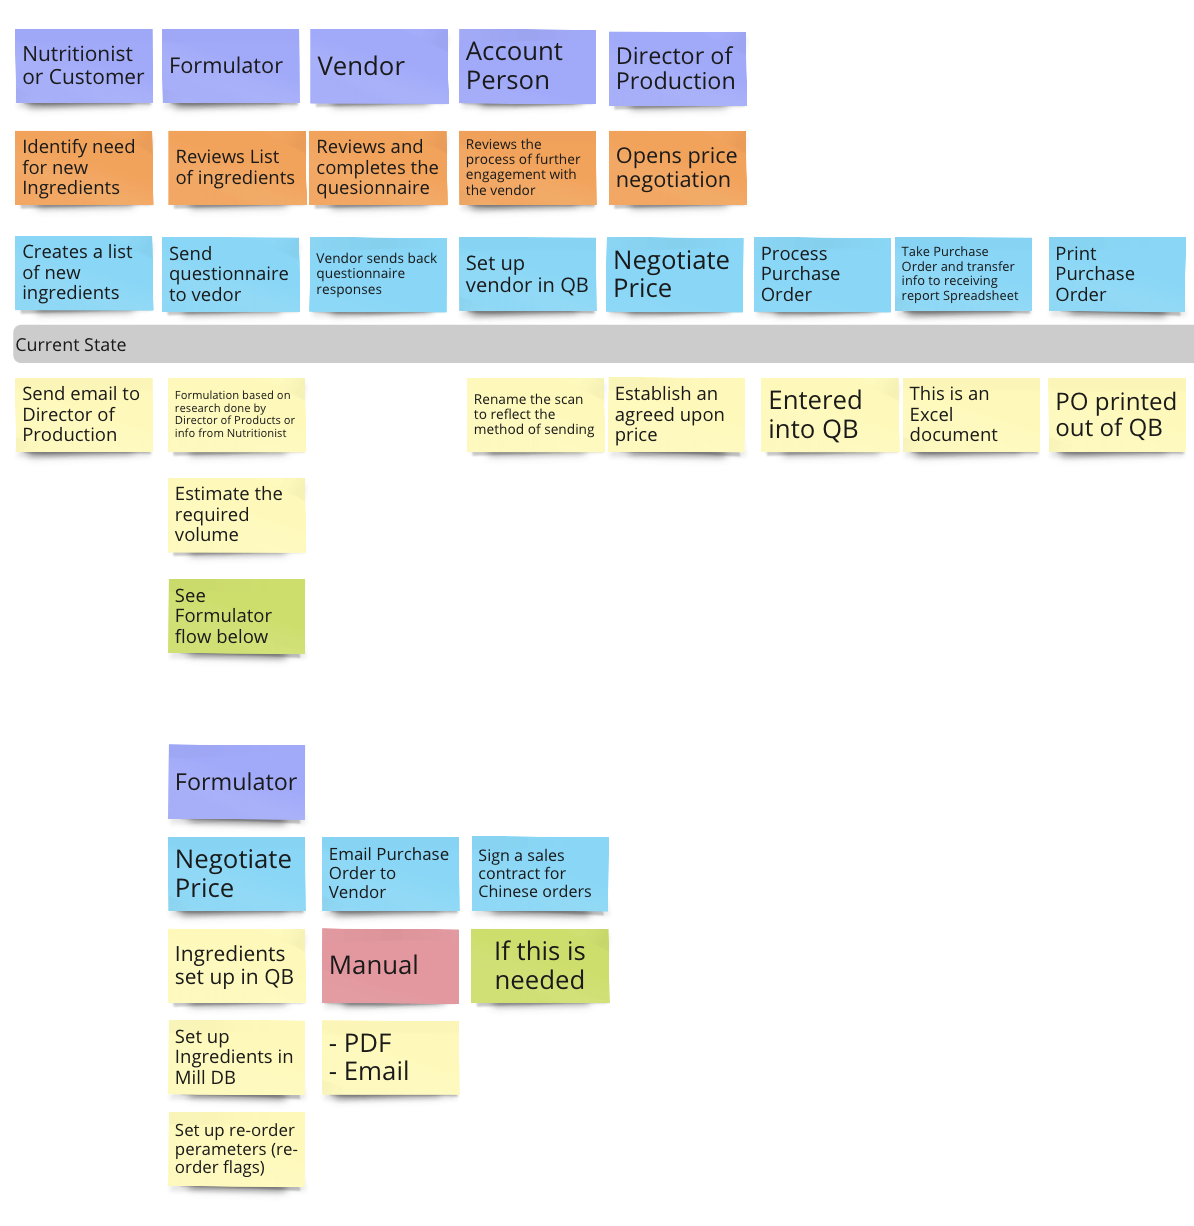 Nutritionist
or Customer
Formulator
Vendor
Account
Person
Director of
Production
Identify need
for new
Ingredients
Reviews List
of ingredients
Reviews and
completes the
quesionnaire
Reviews the
process of further
engagement with
the vendor
Opens price
negotiation
Creates a list
of new
ingredients
Send
questionnaire
to vedor
Vendor sends back
questionnaire
responses
Set up
vendor in QB
Negotiate
Price
Process
Purchase
Order
Take Purchase
Order and transfer
info to receiving
report Spreadsheet
Print
Purchase
Order
Current State
Send email to
Director of
Production
Formulation based on
research done by
Director of Products or
info from Nutritionist
Rename the scan
to reflect the
method of sending
Establish an
agreed upon
price
Entered
into QB
This is an
Excel
document
PO printed
out of QB
Estimate the
required
volume
See
Formulator
flow below
Formulator
Negotiate
Price
Email Purchase
Order to
Vendor
Sign a sales
contract for
Chinese orders
Ingredients
set up in QB
Manual
If this is
needed
Set up
Ingredients in
Mill DB
- PDF
- Email
Set up re-order
perameters (re-
order flags)